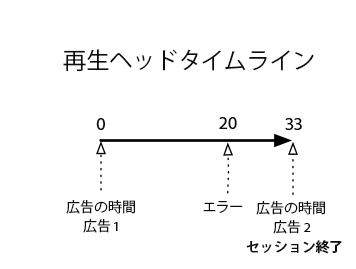 再生ヘッドタイムライン
0 20 33
広告の時間 エラー 広告の時間
広告 1 広告 2
セッション終了